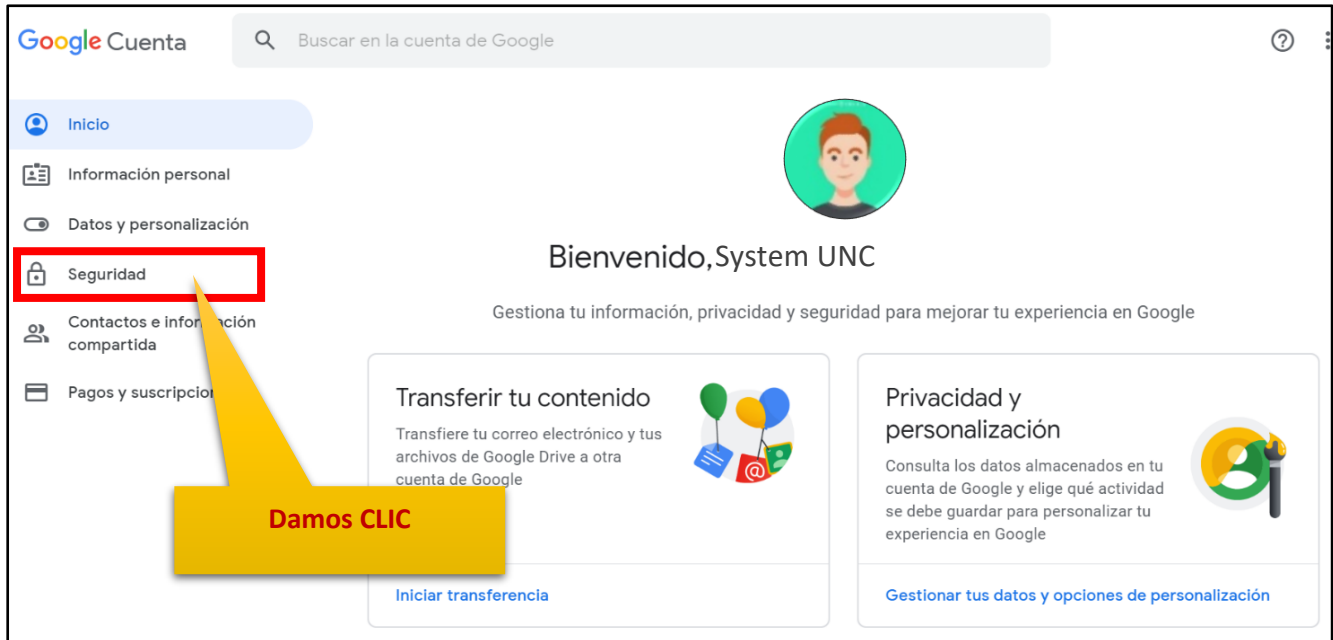 Google Cuenta
Buscar en la cuenta de Google
Inicio
Información personal
Datos y personalización
Seguridad
Contactos e información
compartida
Pagos y suscripcion
Damos CLIC
Bienvenido, System UNC
Gestiona tu información, privacidad y seguridad para mejorar tu experiencia en Google
Transferir tu contenido
Transfiere tu correo electrónico y tus
archivos de Google Drive a otra
cuenta de Google
Iniciar transferencia
Privacidad y
personalización
Consulta los datos almacenados en tu
cuenta de Google y elige qué actividad
se debe guardar para personalizar tu
experiencia en Google
Gestionar tus datos y opciones de personalización